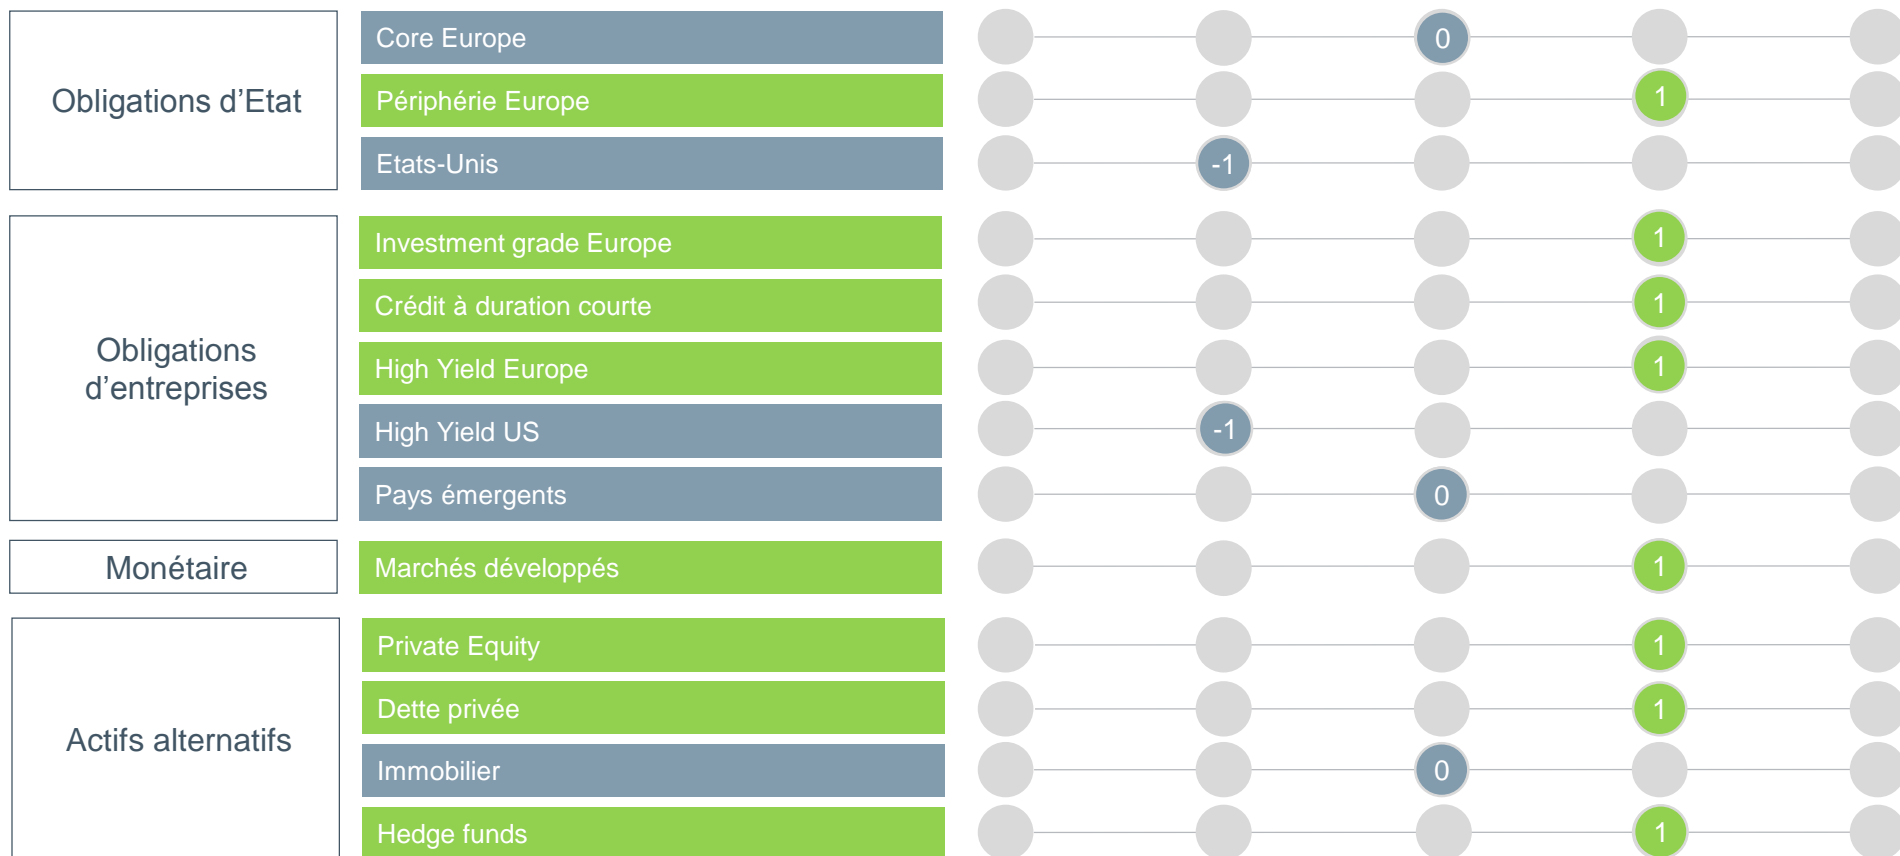 Obligations d’Etat
Core Europe
0
Périphérie Europe
1
Etats-Unis
-1
Obligations
d’entreprises
Investment grade Europe
1
Crédit à duration courte
1
High Yield Europe
1
High Yield US
-1
Pays émergents
0
Monétaire
Marchés développés
1
Actifs alternatifs
Private Equity
1
Dette privée
1
Immobilier
0
Hedge funds
1